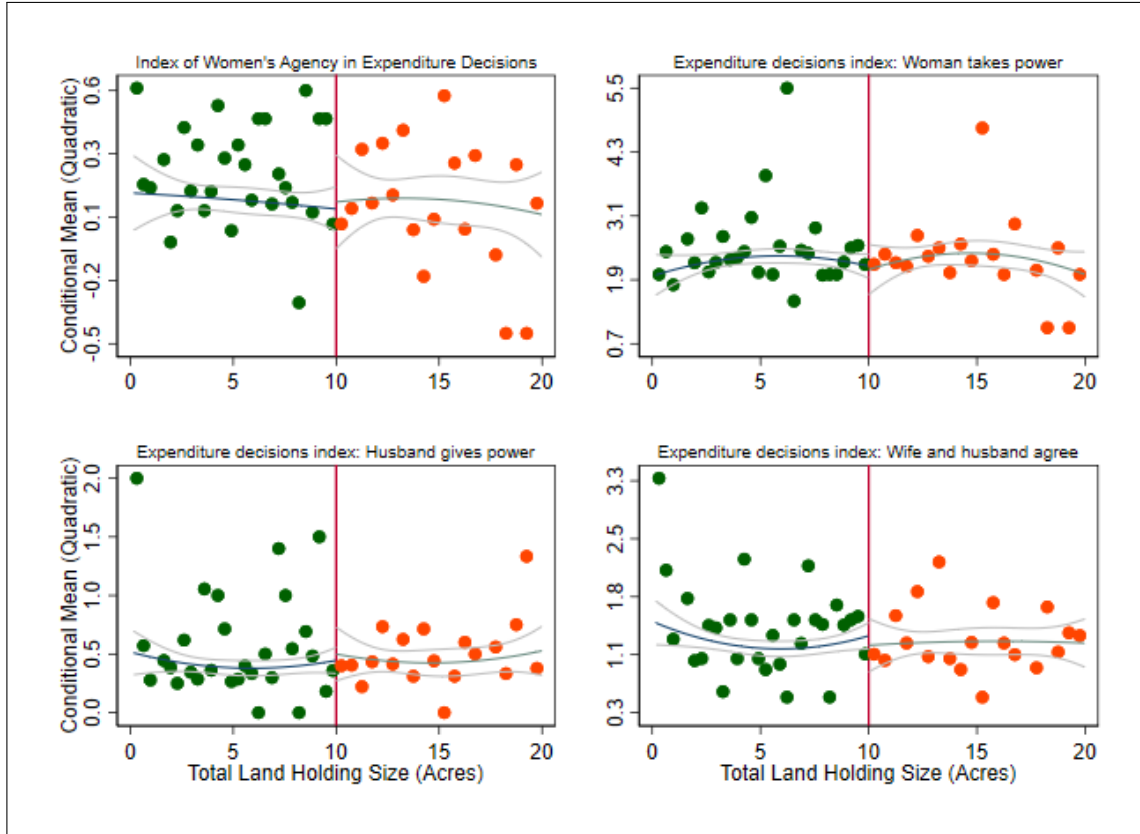 Index of Women's Agency in Expenditure Decisions
Conditional Mean (Quadratic)
0.6
0.3
0.1
-0.2
-0.5
0 5 10 15 20
Expenditure decisions index: Woman takes power
5.5
4.3
3.1
1.9
0.7
0 5 10 15 20
Expenditure decisions index: Husband gives power
Conditional Mean (Quadratic)
2.0
1.5
1.0
0.5
0.0
0 5 10 15 20
Total Land Holding Size (Acres)
Expenditure decisions index: Wife and husband agree
3.3
2.5
1.8
1.1
0.3
0 5 10 15 20
Total Land Holding Size (Acres)